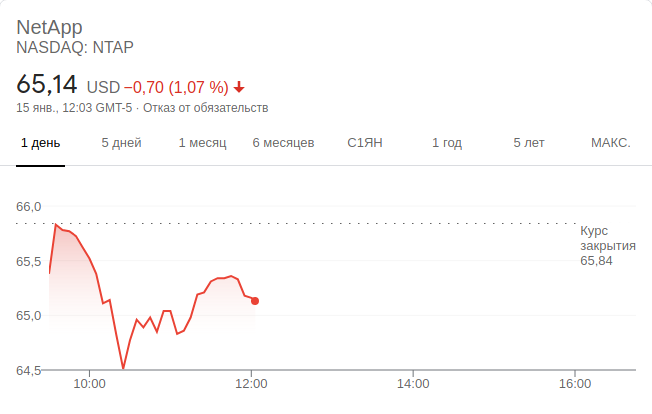 NetApp
NASDAQ: NTAP
65,14 USD −0,70 (1,07 %)
15 янв., 12:03 GMT-5 · Отказ от обязательств
1 день 5 дней 1 месяц 6 месяцев С1ЯН 1 год 5 лет МАКС.
66,0
Курс
закрытия
65,5
65,84
65,0
64,5
10:00 12:00 14:00 16:00